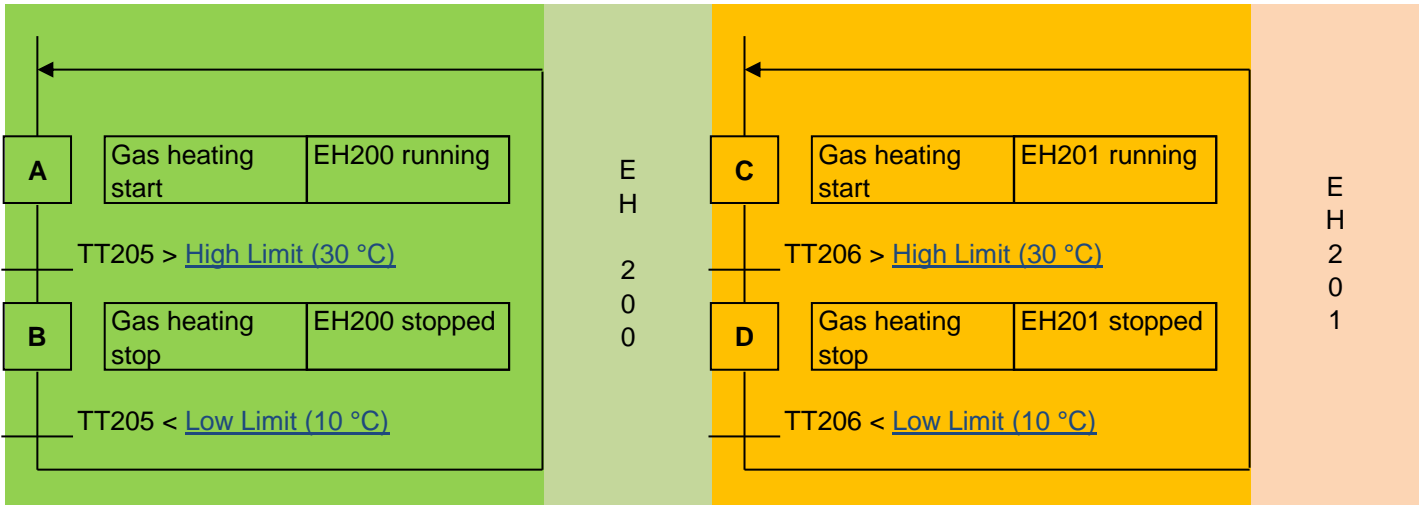 A
Gas heating
start
EH200 running
TT205 > High Limit (30 °C)
B
Gas heating
stop
EH200 stopped
TT205 < Low Limit (10 °C)
E
H
2
0
0
C
Gas heating
start
EH201 running
TT206 > High Limit (30 °C)
D
Gas heating
stop
EH201 stopped
TT206 < Low Limit (10 °C)
E
H
2
0
1